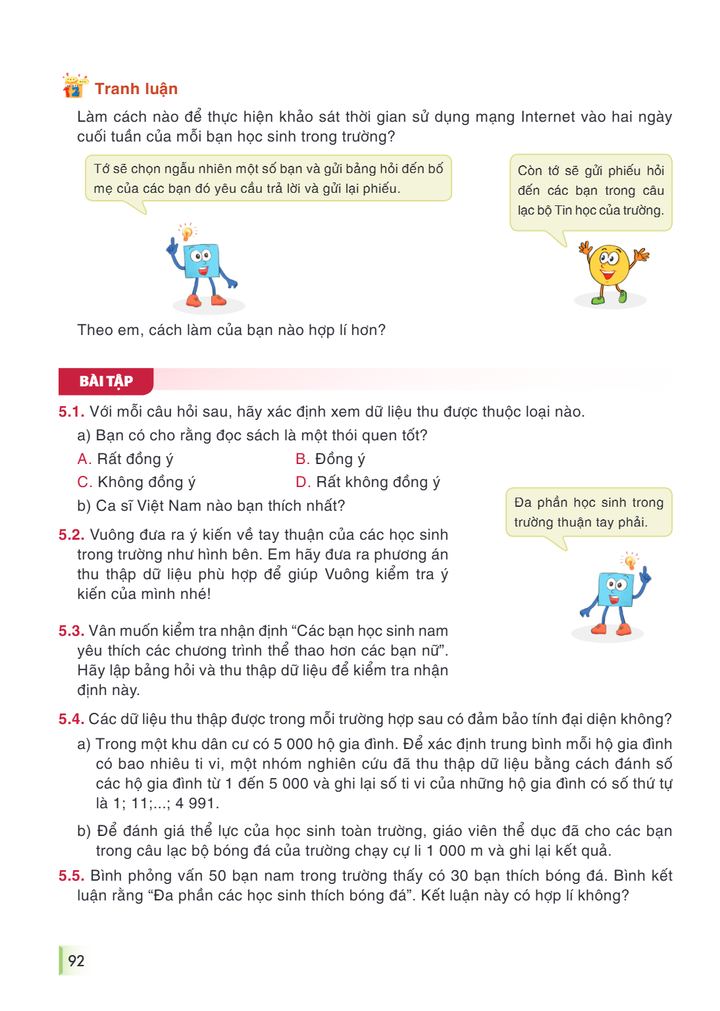 Tranh luận
Làm cách nào để thực hiện khảo sát thời gian sử dụng mạng Internet vào hai ngày
cuối tuần của mỗi bạn học sinh trong trường?
Tớ sẽ chọn ngẫu nhiên một số bạn và gửi bảng hỏi đến bố
mẹ của các bạn đó yêu cầu trả lời và gửi lại phiếu.
Còn tớ sẽ gửi phiếu hỏi
đến các bạn trong câu
lạc bộ Tin học của trường.
Theo em, cách làm của bạn nào hợp lí hơn?
BÀI TẬP
5.1. Với mỗi câu hỏi sau, hãy xác định xem dữ liệu thu được thuộc loại nào.
a) Bạn có cho rằng đọc sách là một thói quen tốt?
A. Rất đồng ý B. Đồng ý
C. Không đồng ý D. Rất không đồng ý
b) Ca sĩ Việt Nam nào bạn thích nhất?
5.2. Vuông đưa ra ý kiến về tay thuận của các học sinh
trong trường như hình bên. Em hãy đưa ra phương án
thu thập dữ liệu phù hợp để giúp Vuông kiểm tra ý
kiến của mình nhé!
Đa phần học sinh trong
trường thuận tay phải.
5.3. Vân muốn kiểm tra nhận định “Các bạn học sinh nam
yêu thích các chương trình thể thao hơn các bạn nữ”.
Hãy lập bảng hỏi và thu thập dữ liệu để kiểm tra nhận
định này.
5.4. Các dữ liệu thu thập được trong mỗi trường hợp sau có đảm bảo tính đại diện không?
a) Trong một khu dân cư có 5 000 hộ gia đình. Để xác định trung bình mỗi hộ gia đình
có bao nhiêu ti vi, một nhóm nghiên cứu đã thu thập dữ liệu bằng cách đánh số
các hộ gia đình từ 1 đến 5 000 và ghi lại số ti vi của những hộ gia đình có số thứ tự
là 1; 11;...; 4 991.
b) Để đánh giá thể lực của học sinh toàn trường, giáo viên thể dục đã cho các bạn
trong câu lạc bộ bóng đá của trường chạy cự li 1 000 m và ghi lại kết quả.
5.5. Bình phỏng vấn 50 bạn nam trong trường thấy có 30 bạn thích bóng đá. Bình kết
luận rằng “Đa phần các học sinh thích bóng đá”. Kết luận này có hợp lí không?
92